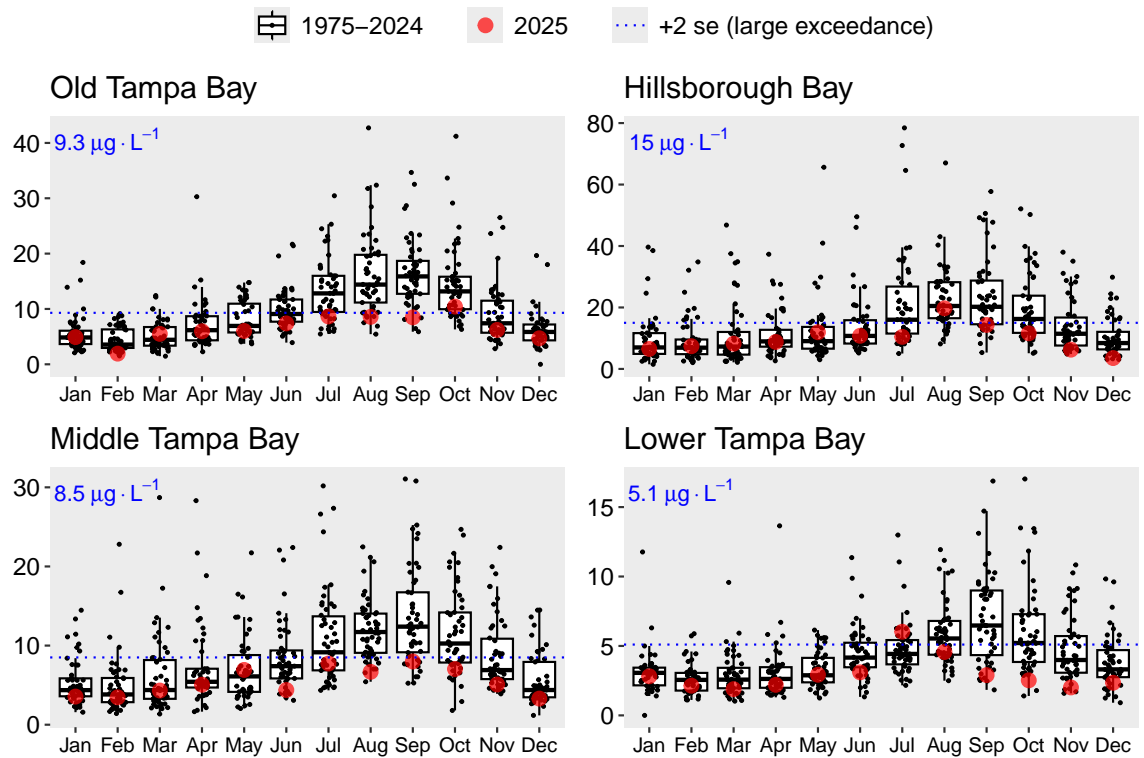 1975−2024 2025 +2 se (large exceedance)
Old Tampa Bay
9.3 μg⋅L⁻¹
40
30
20
10
0
Jan Feb Mar Apr May Jun Jul Aug Sep Oct Nov Dec
Hillsborough Bay
15 μg⋅L⁻¹
80
60
40
20
0
Jan Feb Mar Apr May Jun Jul Aug Sep Oct Nov Dec
Middle Tampa Bay
8.5 μg⋅L⁻¹
30
20
10
0
Jan Feb Mar Apr May Jun Jul Aug Sep Oct Nov Dec
Lower Tampa Bay
5.1 μg⋅L⁻¹
15
10
5
0
Jan Feb Mar Apr May Jun Jul Aug Sep Oct Nov Dec